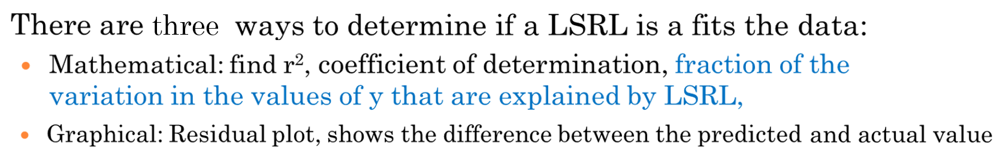 There are three ways to determine if a LSRL is a fits the data:
• Mathematical: find r², coefficient of determination, fraction of the
variation in the values of y that are explained by LSRL,
• Graphical: Residual plot, shows the difference between the predicted and actual value